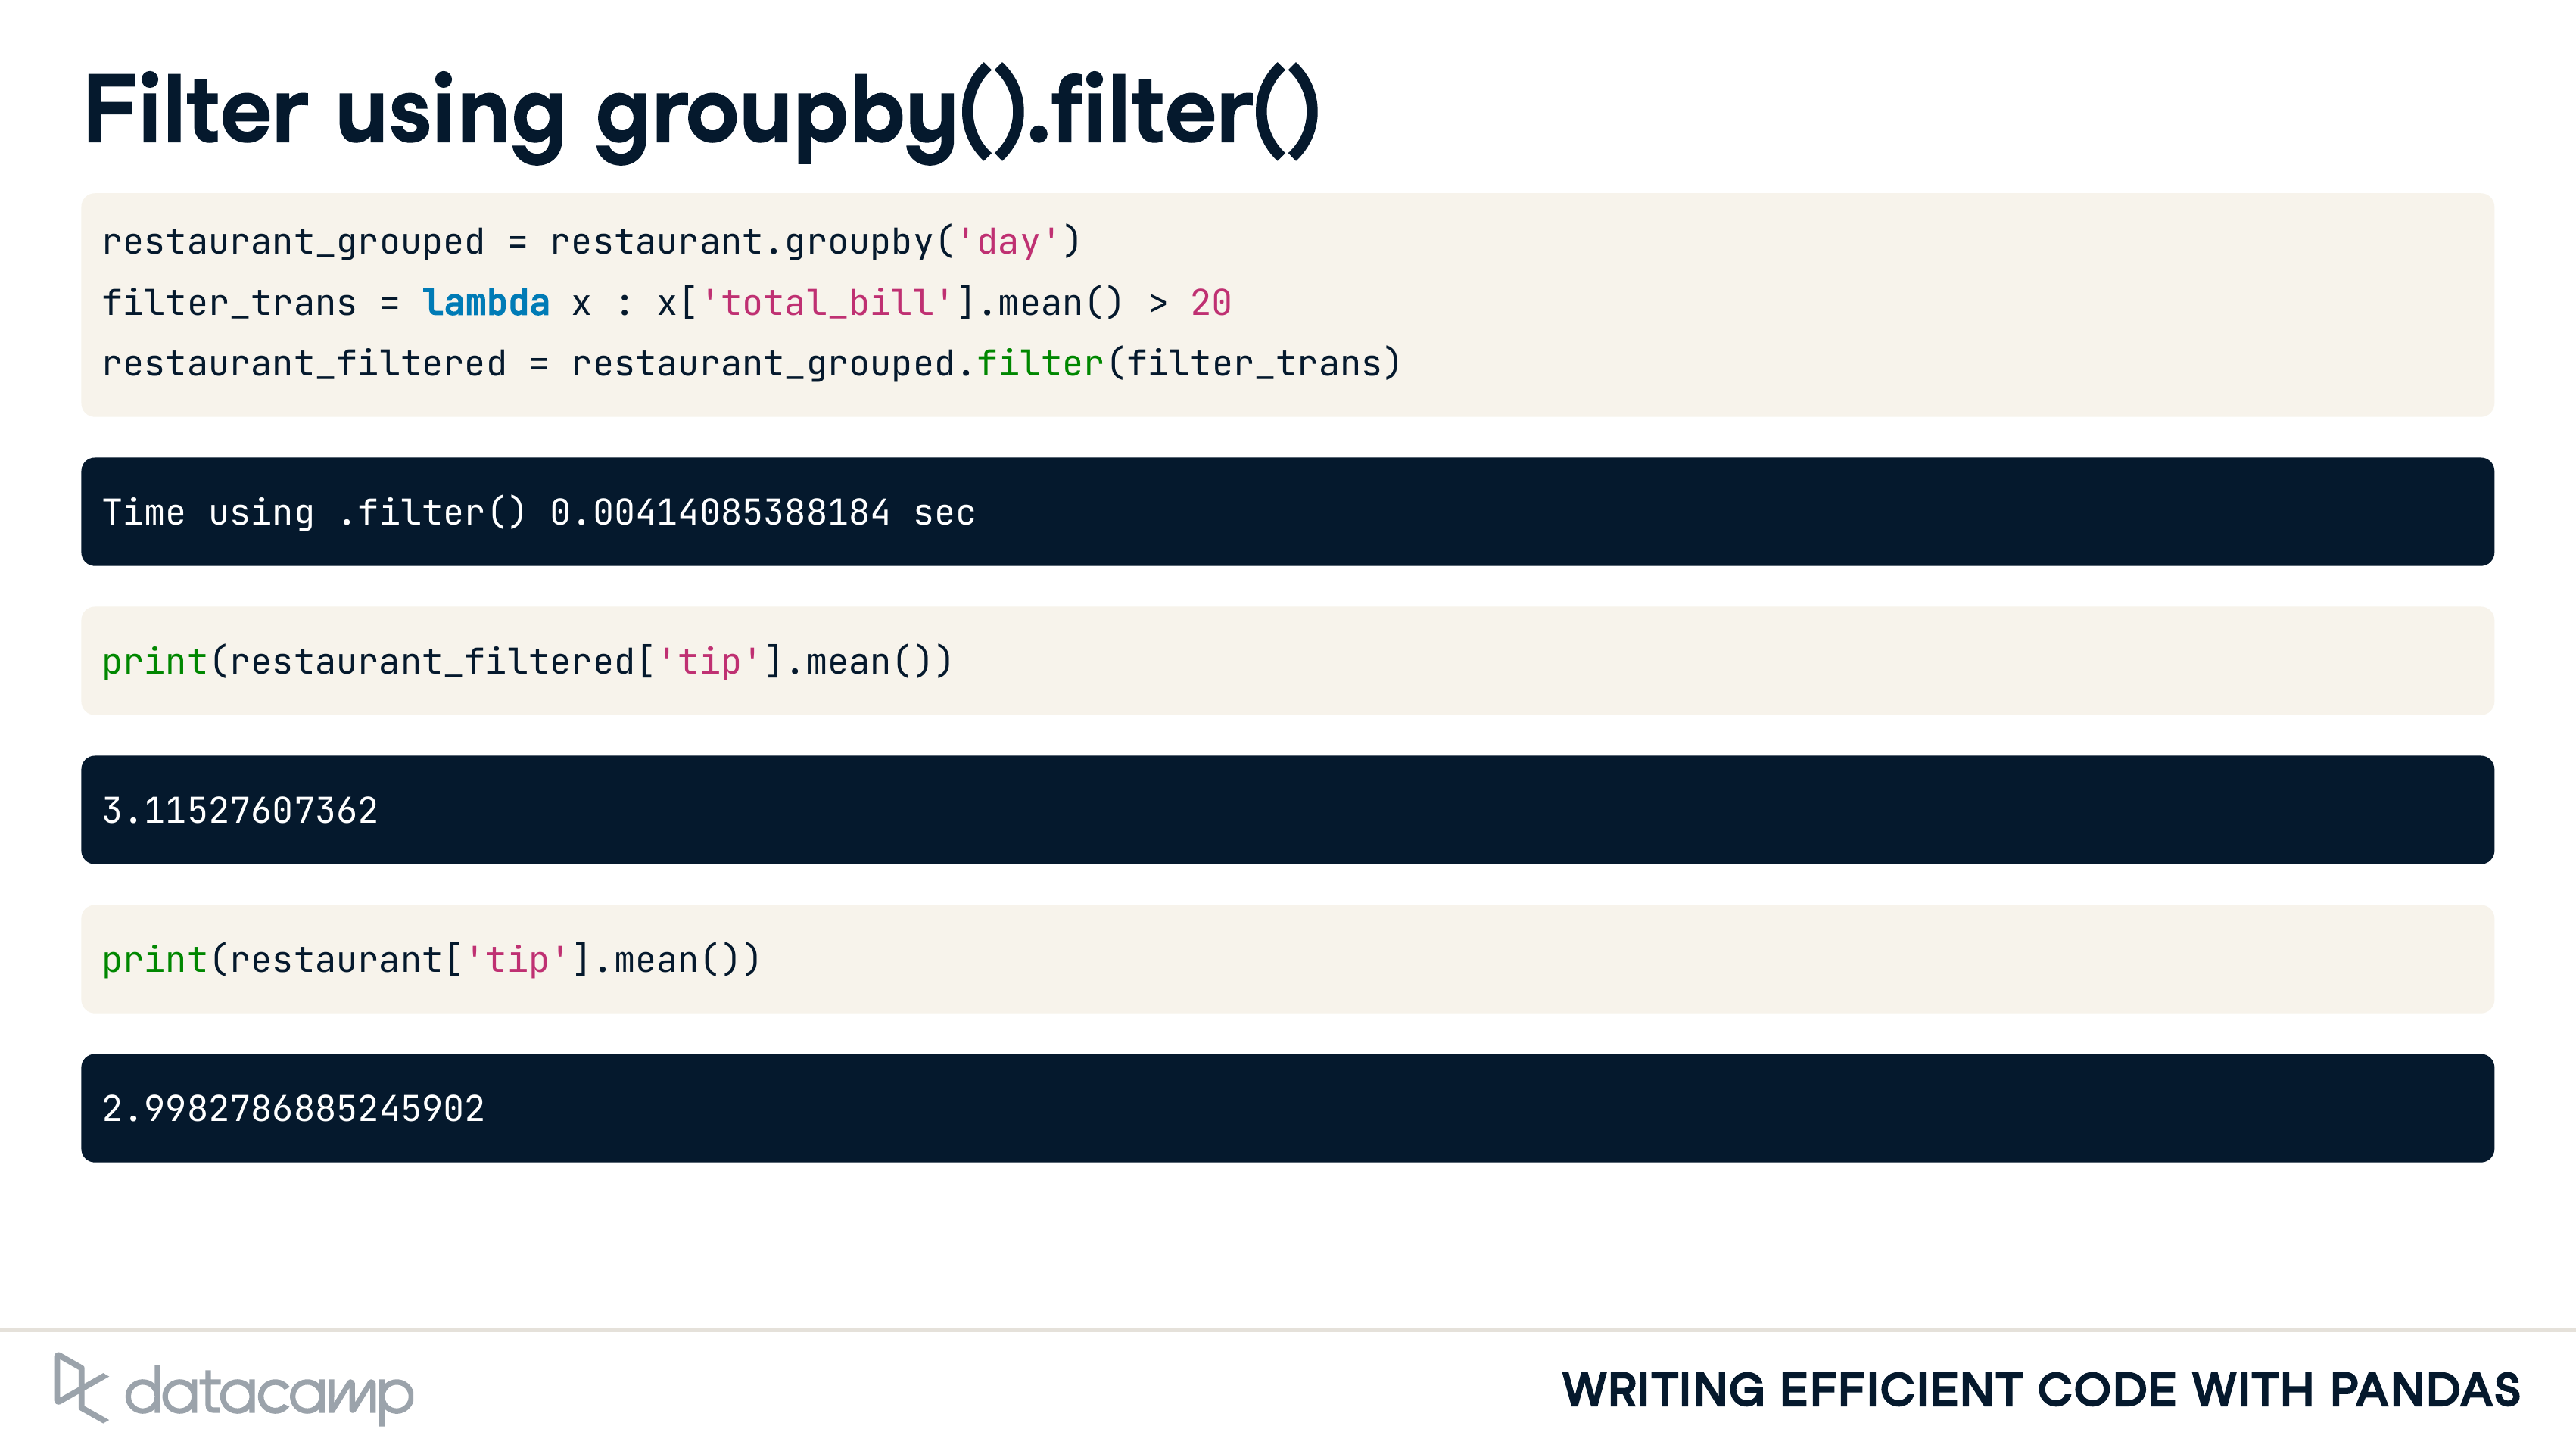 Filter using groupby().filter()
restaurant_grouped = restaurant.groupby('day')
filter_trans = lambda x : x['total_bill'].mean() > 20
restaurant_filtered = restaurant_grouped.filter(filter_trans)
Time using .filter() 0.00414085388184 sec
print(restaurant_filtered['tip'].mean())
3.11527607362
print(restaurant['tip'].mean())
2.9982786885245902
datacamp
WRITING EFFICIENT CODE WITH PANDAS